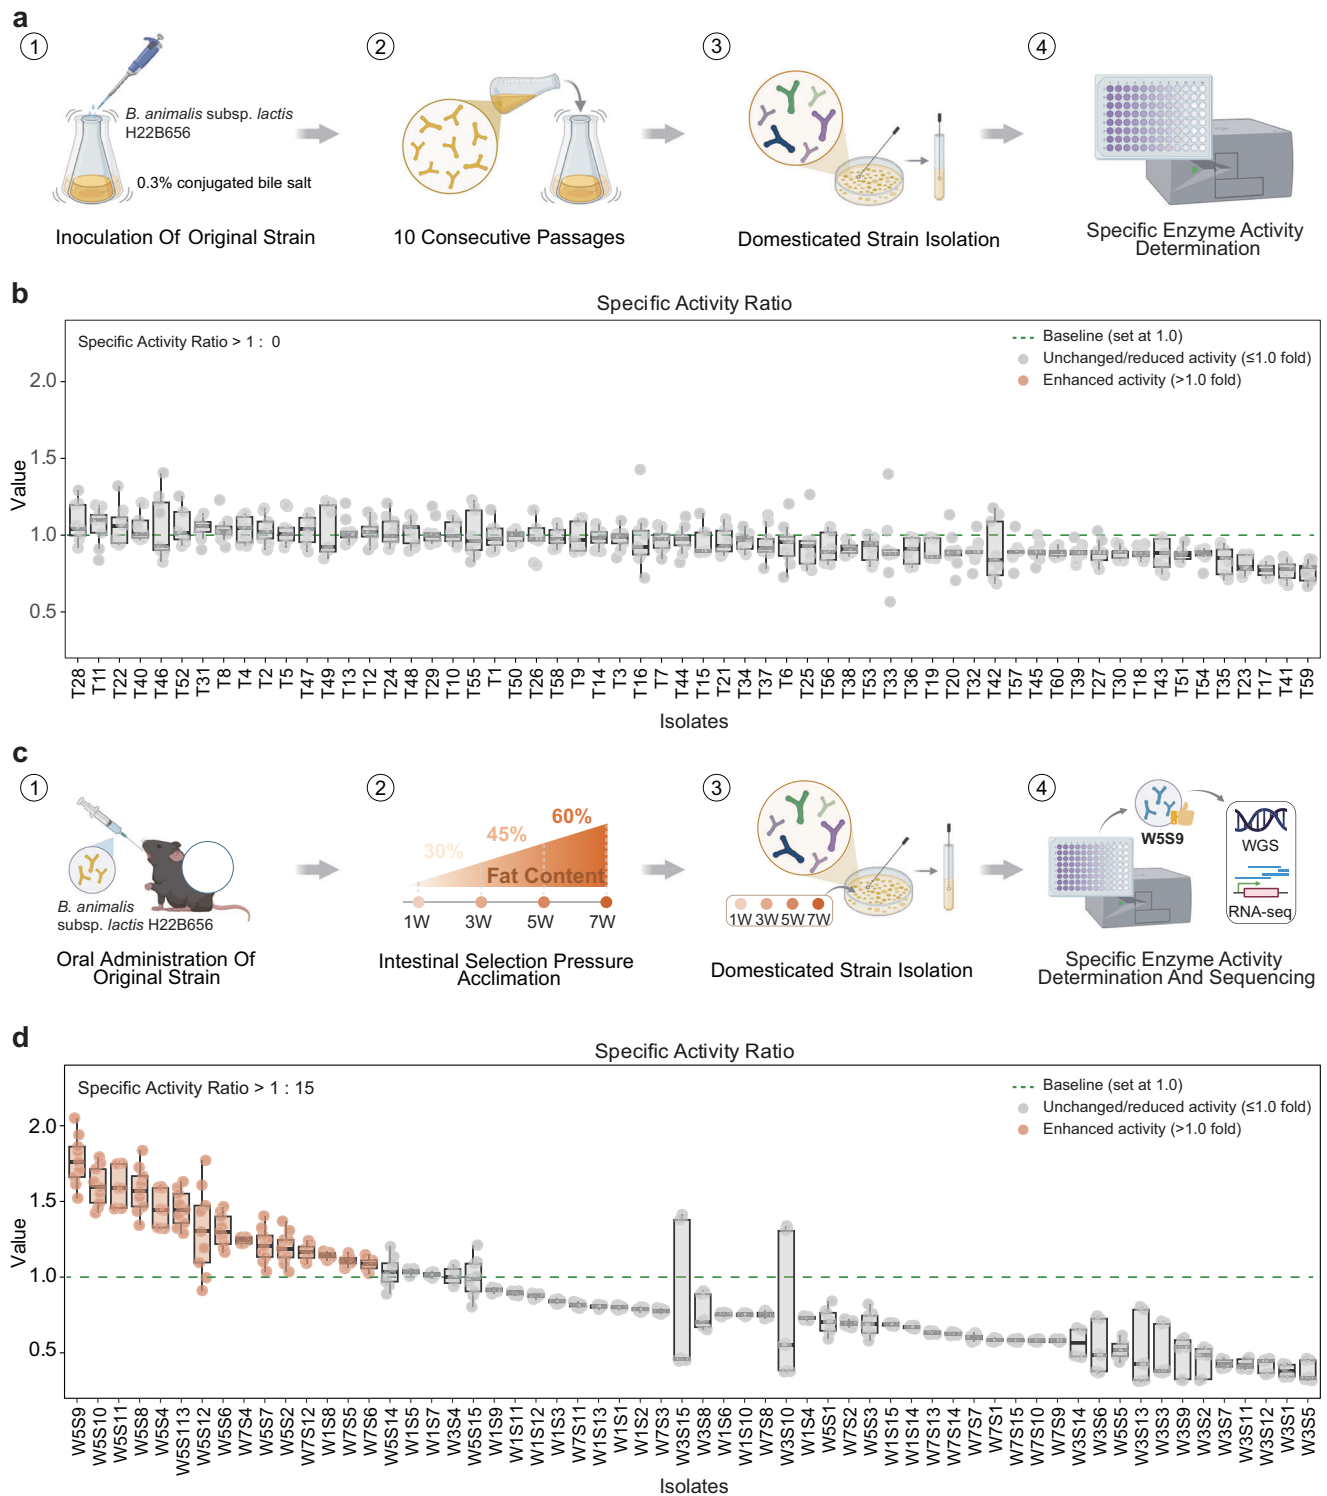 a
1
2
3
4
B. animalis subsp. lactis
H22B656
0.3% conjugated bile salt
Inoculation Of Original Strain
10 Consecutive Passages
Domesticated Strain Isolation
Specific Enzyme Activity
Determination
b
Specific Activity Ratio
Specific Activity Ratio > 1 : 0
Baseline (set at 1.0)
Unchanged/reduced activity (≤1.0 fold)
Enhanced activity (>1.0 fold)
Value
2.0
1.5
1.0
0.5
T28 T11 T22 T40 T46 T52 T31 T8 T4 T2 T5 T47 T49 T13 T12 T24 T48 T29 T10 T55 T1 T50 T26 T58 T9 T14 T3 T16 T7 T44 T15 T21 T34 T37 T6 T25 T56 T38 T53 T33 T36 T19 T20 T32 T42 T57 T45 T60 T39 T27 T30 T18 T43 T51 T54 T35 T23 T17 T41 T59
Isolates
c
1
2
3
4
B. animalis
subsp. lactis H22B656
Oral Administration Of
Original Strain
30%
45%
60%
Fat Content
1W 3W 5W 7W
Intestinal Selection Pressure
Acclimation
1W 3W 5W 7W
Domesticated Strain Isolation
W5S9
WGS
RNA-seq
Specific Enzyme Activity
Determination And Sequencing
d
Specific Activity Ratio
Specific Activity Ratio > 1 : 15
Baseline (set at 1.0)
Unchanged/reduced activity (≤1.0 fold)
Enhanced activity (>1.0 fold)
Value
2.0
1.5
1.0
0.5
W5S9 W5S10 W5S11 W5S8 W5S4 W5S113 W5S12 W5S6 W7S4 W5S7 W5S2 W7S12 W1S8 W7S5 W7S6 W5S14 W1S5 W1S7 W3S4 W5S15 W1S9 W1S11 W1S12 W1S3 W7S11 W1S13 W1S1 W1S2 W7S3 W3S15 W3S8 W1S6 W1S10 W7S8 W3S10 W1S4 W5S1 W7S2 W5S3 W1S15 W1S14 W7S13 W7S14 W7S7 W7S1 W7S15 W7S10 W7S9 W3S14 W3S6 W5S5 W3S13 W3S3 W3S9 W3S2 W3S7 W3S11 W3S12 W3S1 W3S5
Isolates